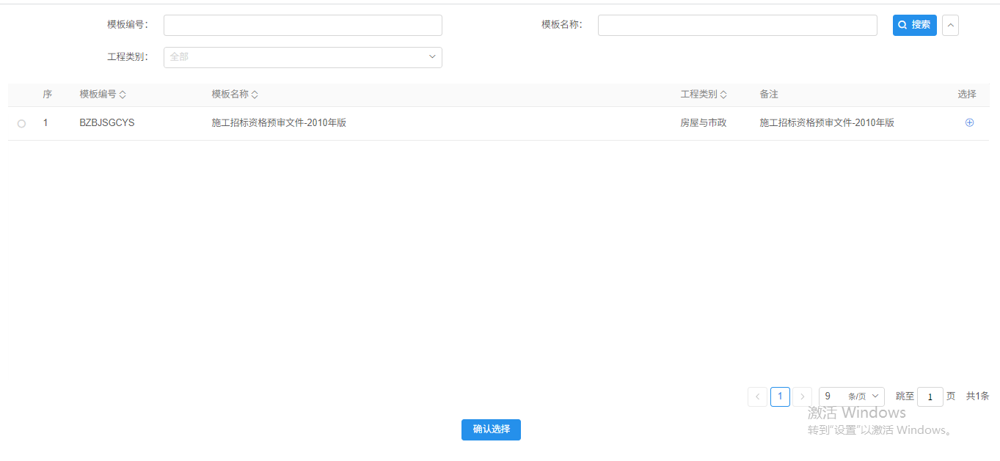 模板编号： 模板名称： 搜索
工程类别： 全部
序 模板编号 模板名称 工程类别 备注 选择
1 BZBJSGCYS 施工招标资格预审文件-2010年版 房屋与市政 施工招标资格预审文件-2010年版
1 9 条/页 跳至 1 页 共1条
激活 Windows
确认选择 转到“设置”以激活 Windows。